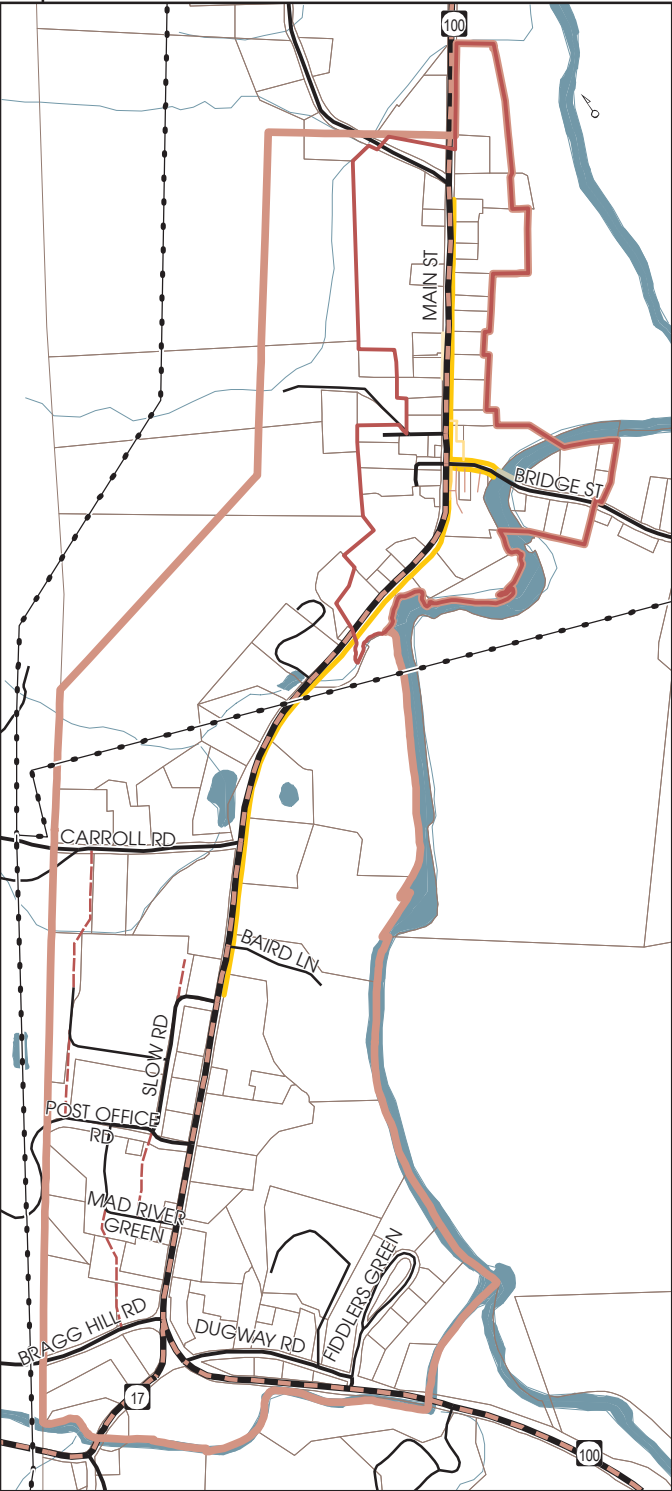 100
MAIN ST
BRIDGE ST
CARROLL RD
BAIRD LN
SLOW RD
POST OFFICE
RD
MAD RIVER
GREEN
FIDDLERS GREEN
BRAGG HILL RD
DUGWAY RD
17
100